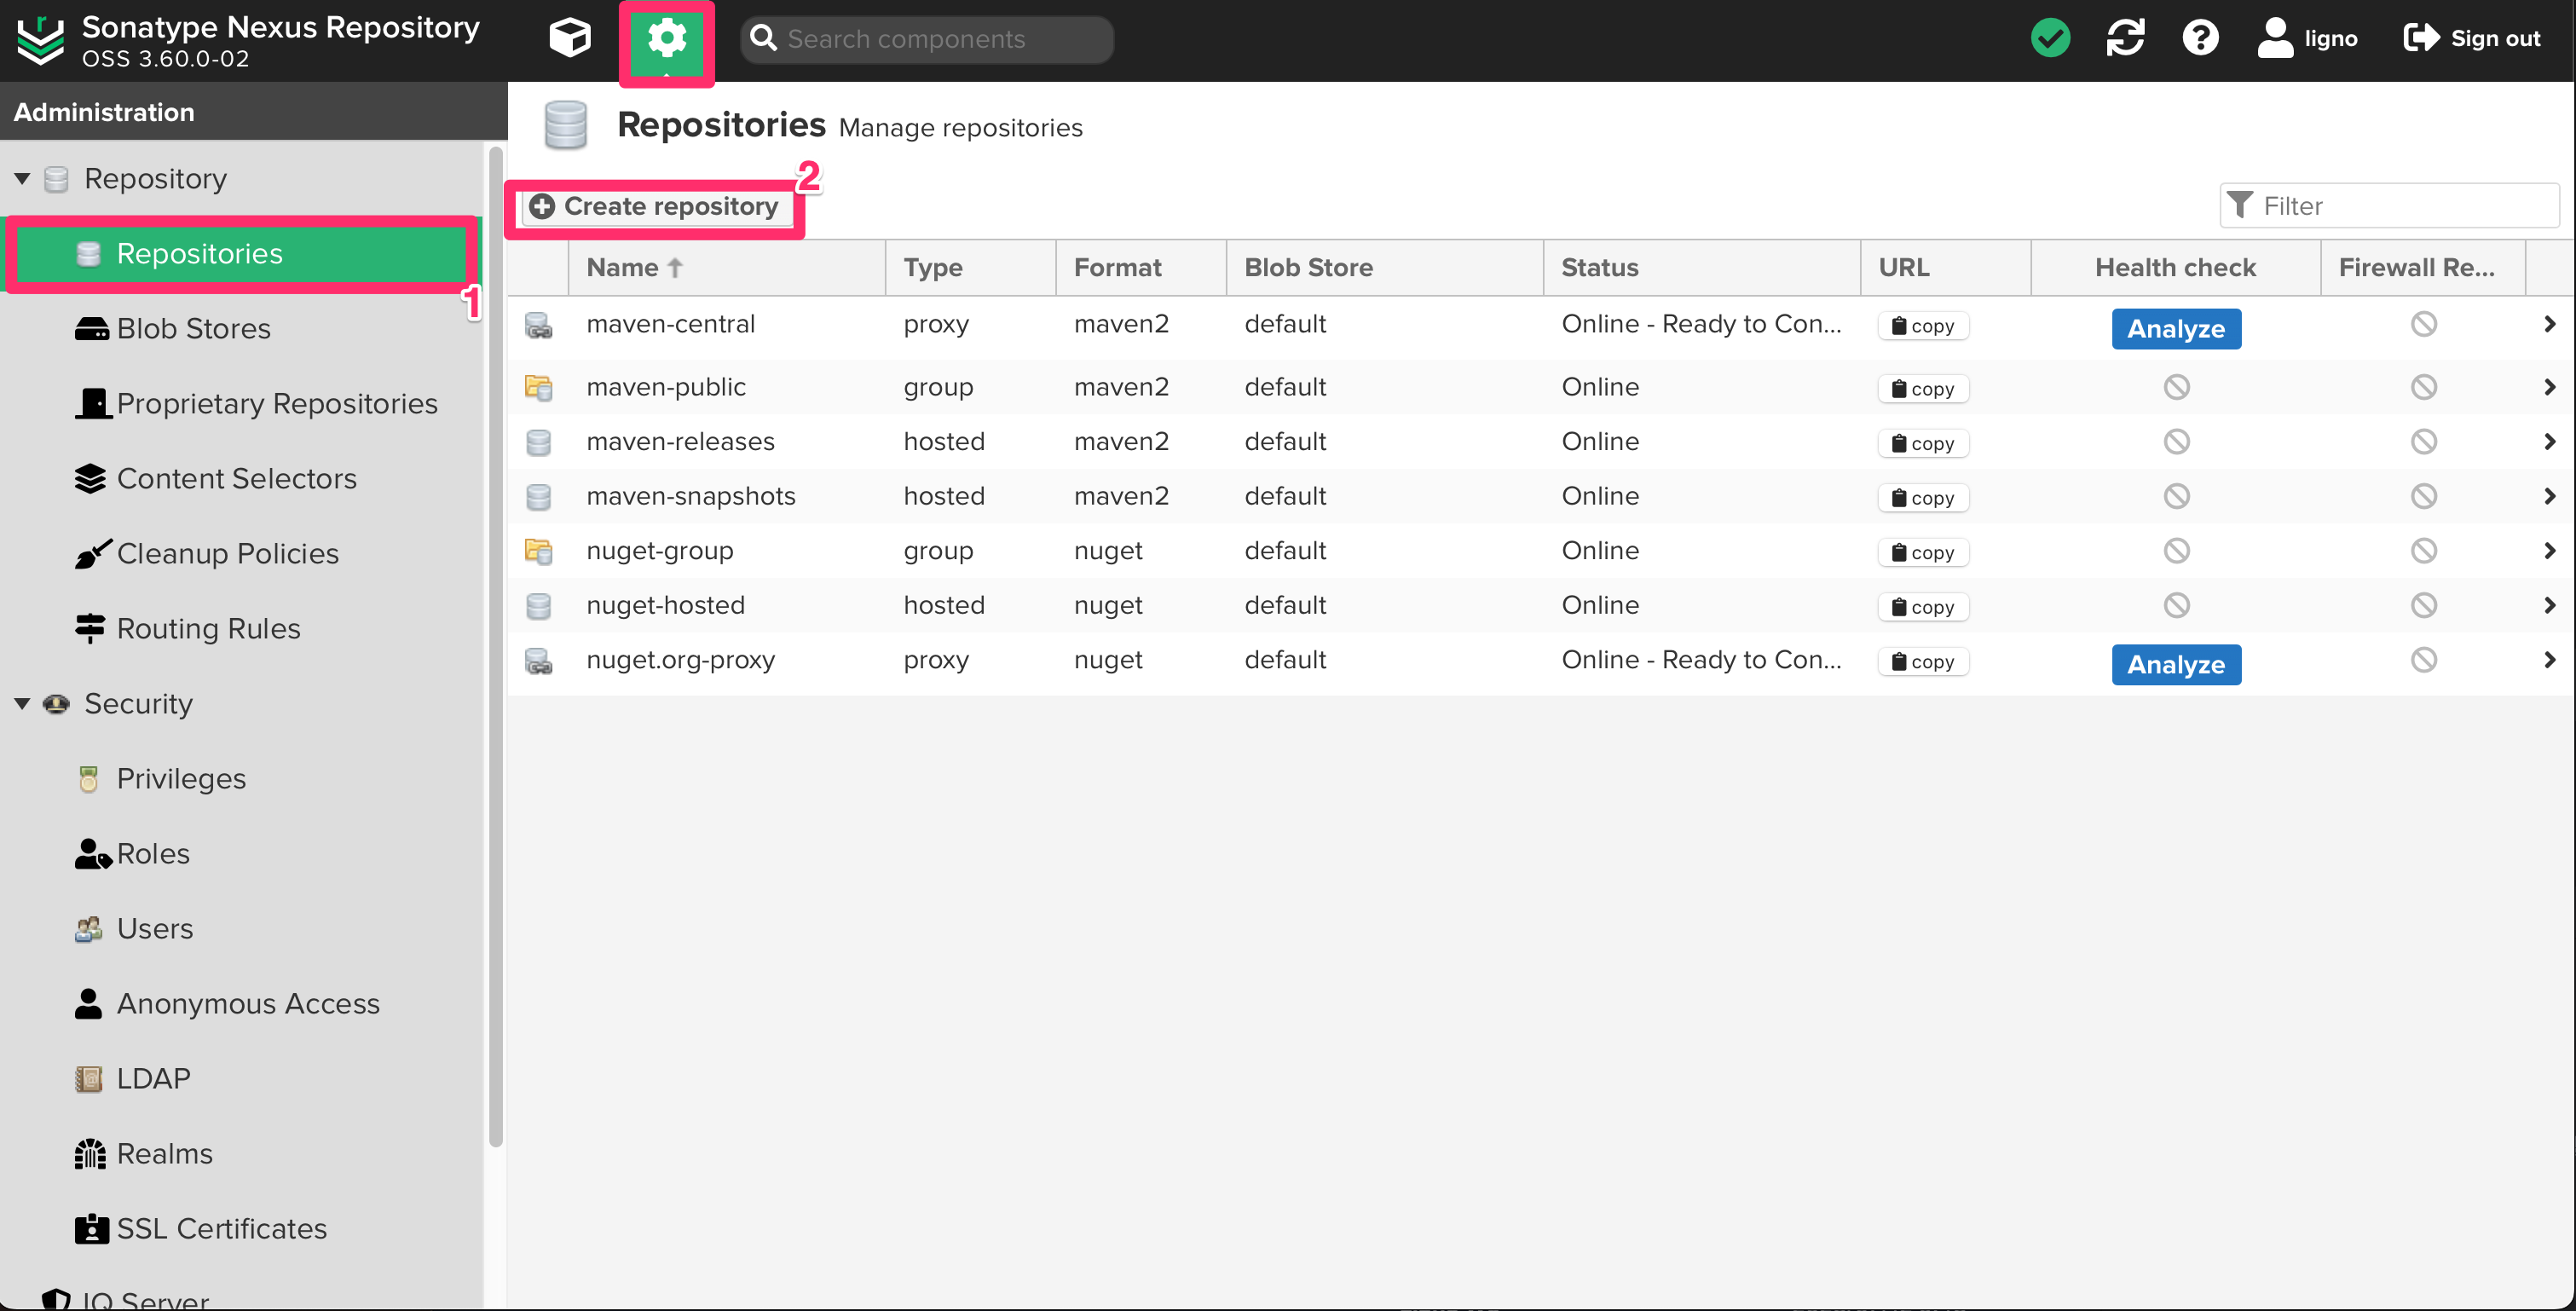 Sonatype Nexus Repository
OSS 3.60.0-02
Search components
ligno
Sign out
Administration
Repository
Repositories
1
Blob Stores
Proprietary Repositories
Content Selectors
Cleanup Policies
Routing Rules
Security
Privileges
Roles
Users
Anonymous Access
LDAP
Realms
SSL Certificates
IQ Server
Repositories Manage repositories
2
Create repository
Filter
Name Type Format Blob Store Status URL Health check Firewall Re...
maven-central proxy maven2 default Online - Ready to Con... copy Analyze
maven-public group maven2 default Online copy
maven-releases hosted maven2 default Online copy
maven-snapshots hosted maven2 default Online copy
nuget-group group nuget default Online copy
nuget-hosted hosted nuget default Online copy
nuget.org-proxy proxy nuget default Online - Ready to Con... copy Analyze